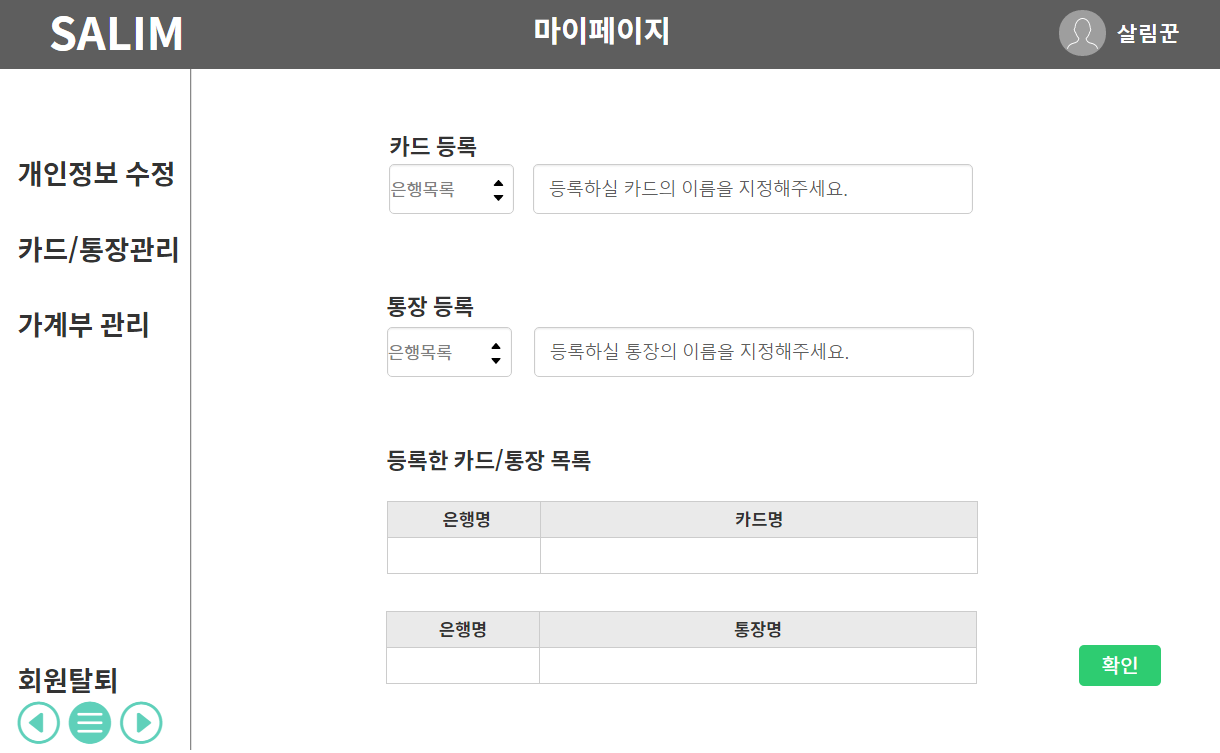 SALIM
마이페이지
살림꾼
개인정보 수정
카드/통장관리
가계부 관리
회원탈퇴
카드 등록
은행목록
등록하실 카드의 이름을 지정해주세요.
통장 등록
은행목록
등록하실 통장의 이름을 지정해주세요.
등록한 카드/통장 목록
은행명 카드명
은행명 통장명
확인